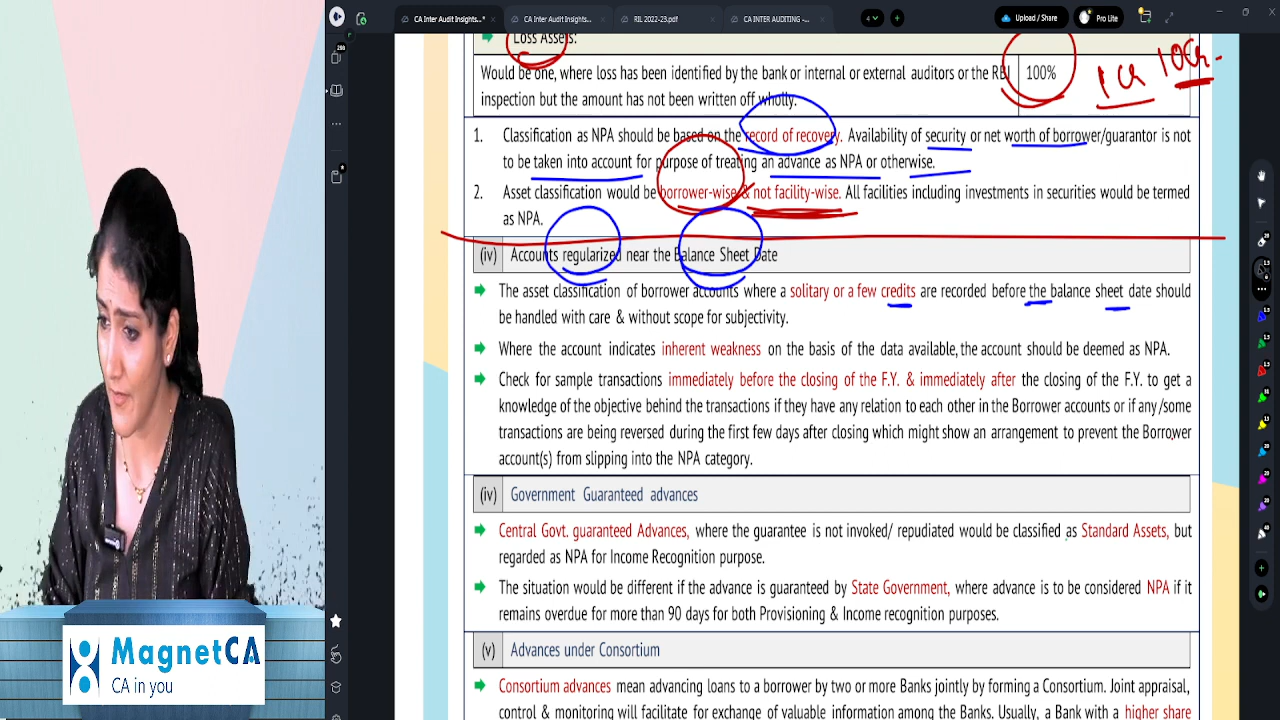 CA Inter Audit Insights...*
CA Inter Audit Insights...
RIL 2022-23.pdf
CA INTER AUDITING -...
4
Upload / Share
Pro Lite
Loss Assets:
Would be one, where loss has been identified by the bank or internal or external auditors or the RBI
inspection but the amount has not been written off wholly.
100%
1 Cr 100Cr.
1. Classification as NPA should be based on the record of recovery. Availability of security or net worth of borrower/guarantor is not
to be taken into account for purpose of treating an advance as NPA or otherwise.
2. Asset classification would be borrower-wise & not facility-wise. All facilities including investments in securities would be termed
as NPA.
(iv) Accounts regularized near the Balance Sheet Date
The asset classification of borrower accounts where a solitary or a few credits are recorded before the balance sheet date should
be handled with care & without scope for subjectivity.
Where the account indicates inherent weakness on the basis of the data available, the account should be deemed as NPA.
Check for sample transactions immediately before the closing of the F.Y. & immediately after the closing of the F.Y. to get a
knowledge of the objective behind the transactions if they have any relation to each other in the Borrower accounts or if any /some
transactions are being reversed during the first few days after closing which might show an arrangement to prevent the Borrower
account(s) from slipping into the NPA category.
(iv) Government Guaranteed advances
Central Govt. guaranteed Advances, where the guarantee is not invoked/ repudiated would be classified as Standard Assets, but
regarded as NPA for Income Recognition purpose.
The situation would be different if the advance is guaranteed by State Government, where advance is to be considered NPA if it
remains overdue for more than 90 days for both Provisioning & Income recognition purposes.
(v) Advances under Consortium
Consortium advances mean advancing loans to a borrower by two or more Banks jointly by forming a Consortium. Joint appraisal,
control & monitoring will facilitate for exchange of valuable information among the Banks. Usually, a Bank with a higher share
MagnetCA
CA in you